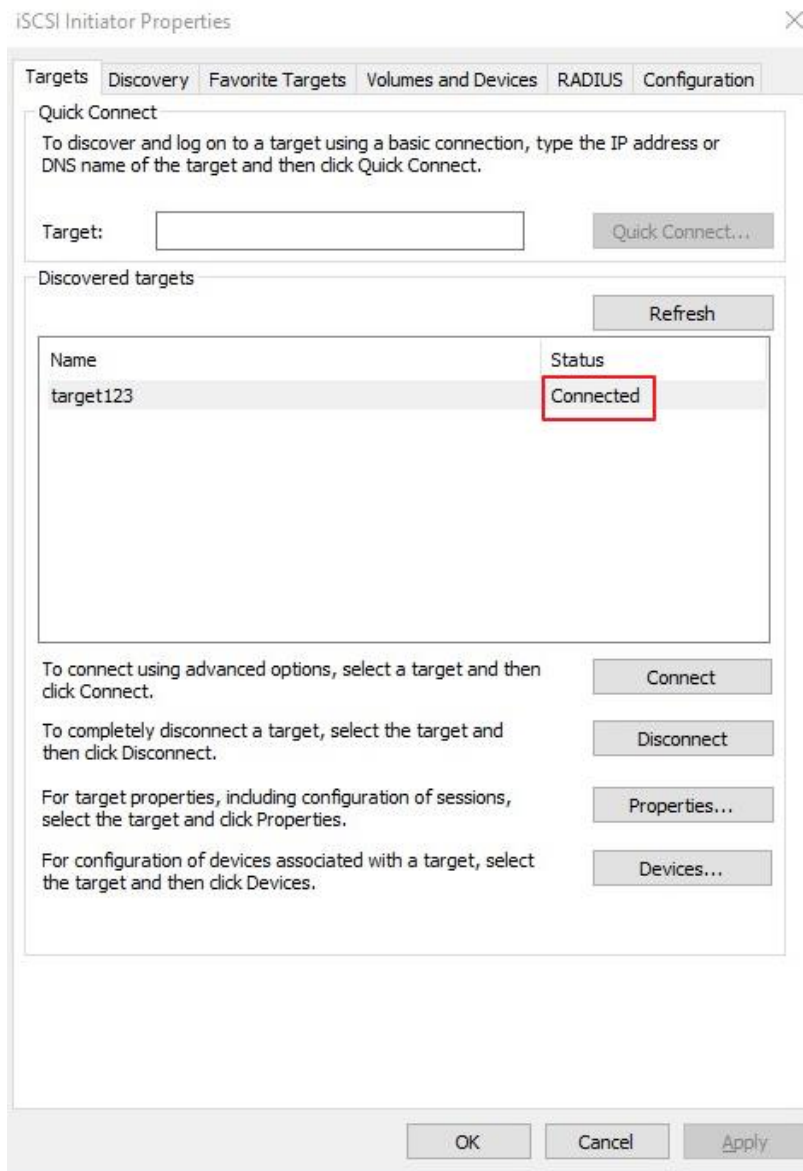 iSCSI Initiator Properties
Targets Discovery Favorite Targets Volumes and Devices RADIUS Configuration
Quick Connect
To discover and log on to a target using a basic connection, type the IP address or
DNS name of the target and then click Quick Connect.
Target:
Quick Connect...
Discovered targets
Refresh
Name Status
target123 Connected
To connect using advanced options, select a target and then
click Connect.
Connect
To completely disconnect a target, select the target and
then click Disconnect.
Disconnect
For target properties, including configuration of sessions,
select the target and click Properties.
Properties...
For configuration of devices associated with a target, select
the target and then click Devices.
Devices...
OK Cancel Apply